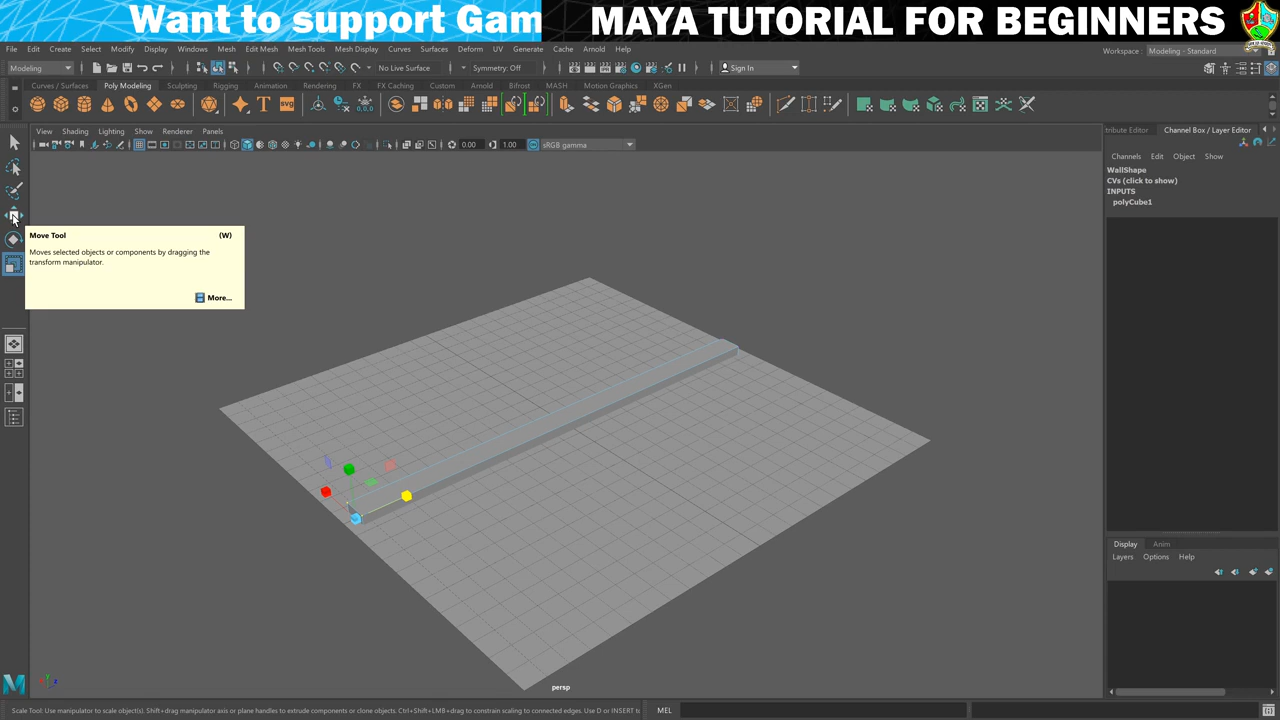 Want to support Gam
MAYA TUTORIAL FOR BEGINNERS
File Edit Create Select Modify Display Windows Mesh Edit Mesh Mesh Tools Mesh Display Curves Surfaces Deform UV Generate Cache Arnold Help
Workspace : Modeling - Standard
Modeling
No Live Surface
Symmetry: Off
Sign In
Curves / Surfaces Poly Modeling Sculpting Rigging Animation Rendering FX FX Caching Custom Arnold Bifrost MASH Motion Graphics XGen
T
SVG
0,0,0
View Shading Lighting Show Renderer Panels
0.00
1.00
sRGB gamma
tribute Editor
Channel Box / Layer Editor
Channels Edit Object Show
WallShape
CVs (click to show)
INPUTS
polyCube1
Move Tool (W)
Moves selected objects or components by dragging the
transform manipulator.
More...
persp
Display Anim
Layers Options Help
Scale Tool: Use manipulator to scale object(s). Shift+drag manipulator axis or plane handles to extrude components or clone objects. Ctrl+Shift+LMB+drag to constrain scaling to connected edges. Use D or INSERT to
MEL